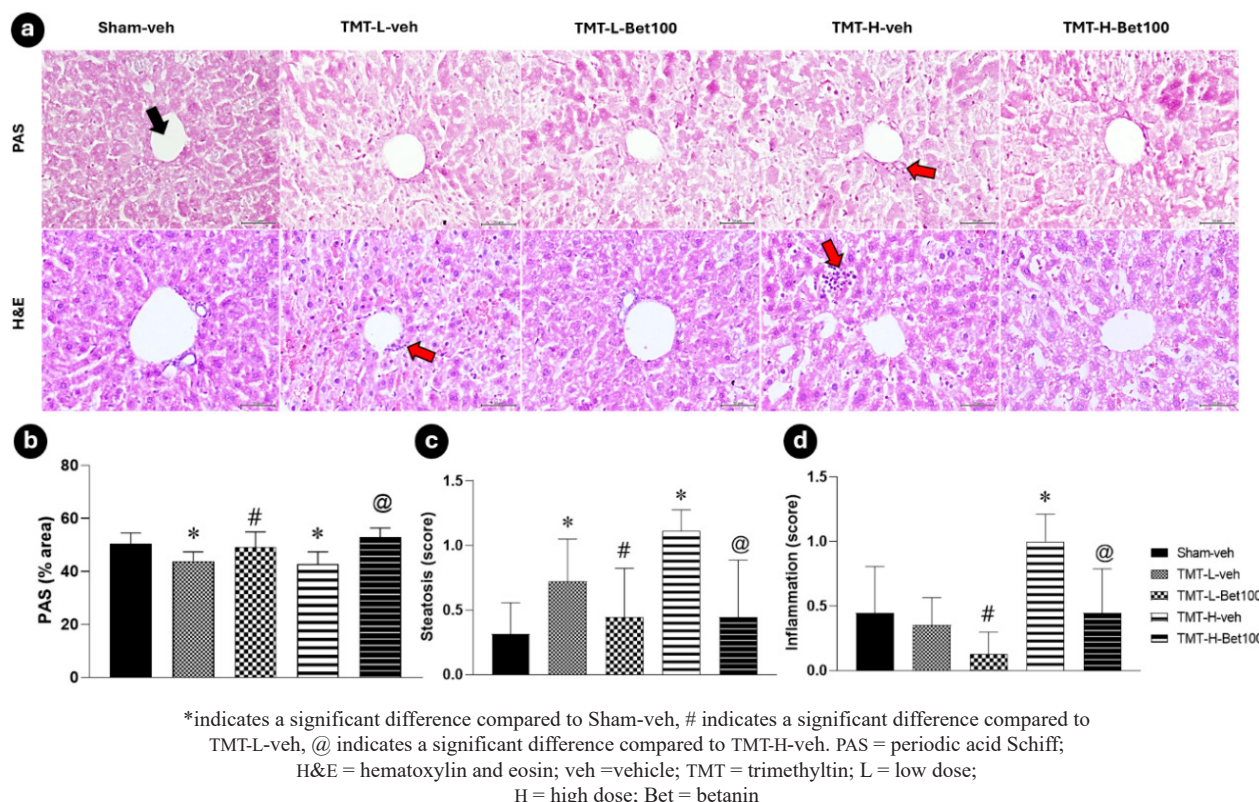 a
Sham-veh TMT-L-veh TMT-L-Bet100 TMT-H-veh TMT-H-Bet100
PAS
H&E
b
PAS (% area)
80
60
40
20
0
* # * @
c
Steatosis (score)
1.5
1.0
0.5
0.0
* # * @
d
Inflammation (score)
1.5
1.0
0.5
0.0
# * @
Sham-veh
TMT-L-veh
TMT-L-Bet100
TMT-H-veh
TMT-H-Bet100
*indicates a significant difference compared to Sham-veh, # indicates a significant difference compared to
TMT-L-veh, @ indicates a significant difference compared to TMT-H-veh. PAS = periodic acid Schiff;
H&E = hematoxylin and eosin; veh =vehicle; TMT = trimethyltin; L = low dose;
H = high dose; Bet = betanin